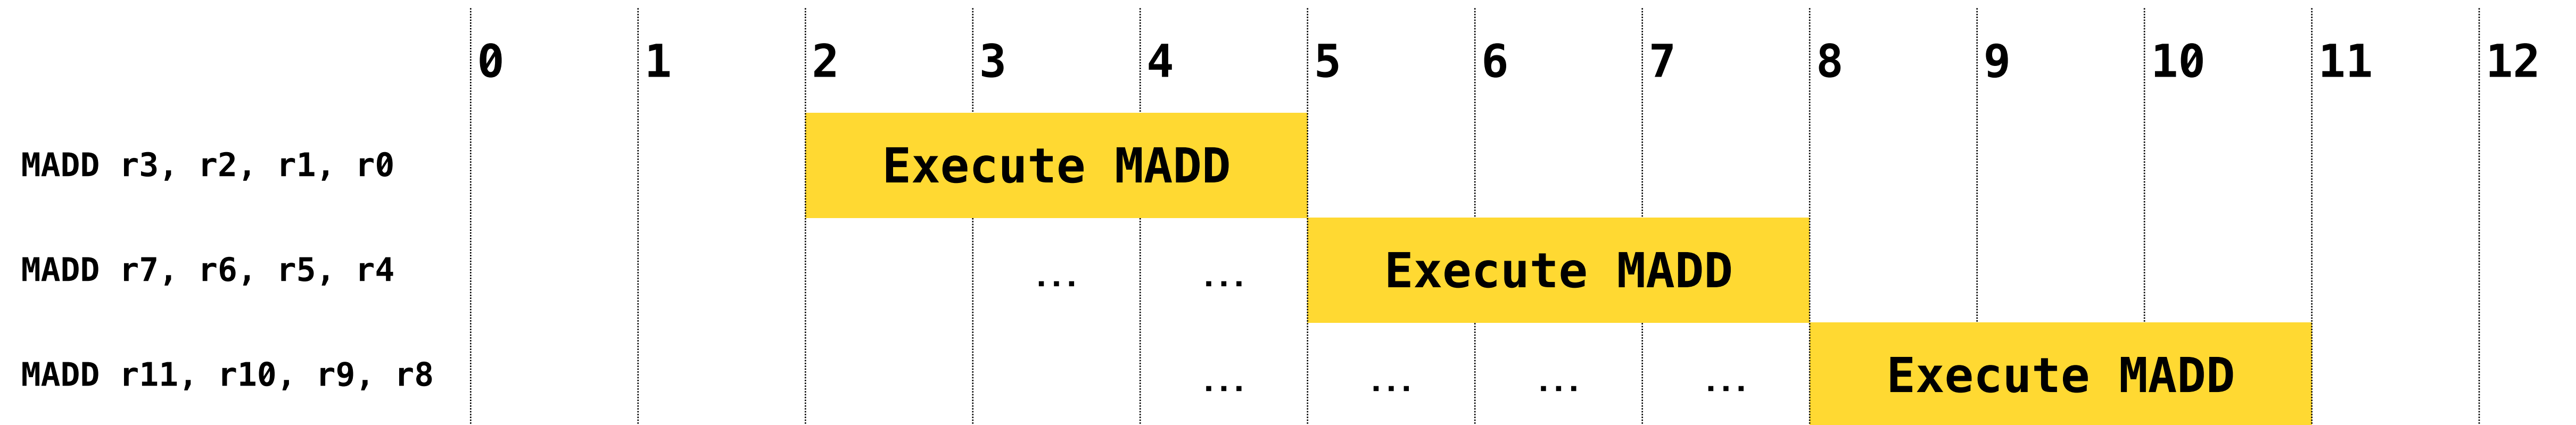 0 1 2 3 4 5 6 7 8 9 10 11 12
MADD r3, r2, r1, r0 Execute MADD
MADD r7, r6, r5, r4 ... ... Execute MADD
MADD r11, r10, r9, r8 ... ... ... ... Execute MADD